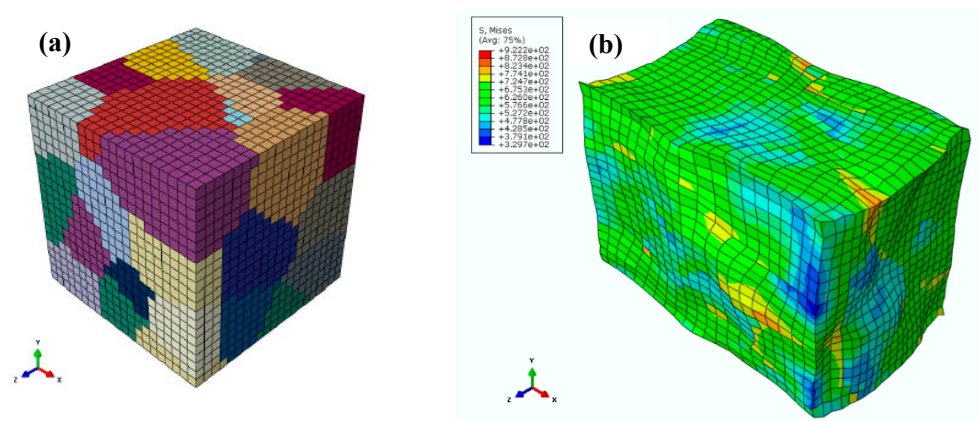 (a)
Y
Z
X
S, Mises
(Avg: 75%)
+9.222e+02
+8.728e+02
+8.234e+02
+7.741e+02
+7.247e+02
+6.753e+02
+6.260e+02
+5.766e+02
+5.272e+02
+4.778e+02
+4.285e+02
+3.791e+02
+3.297e+02
(b)
Y
Z
X